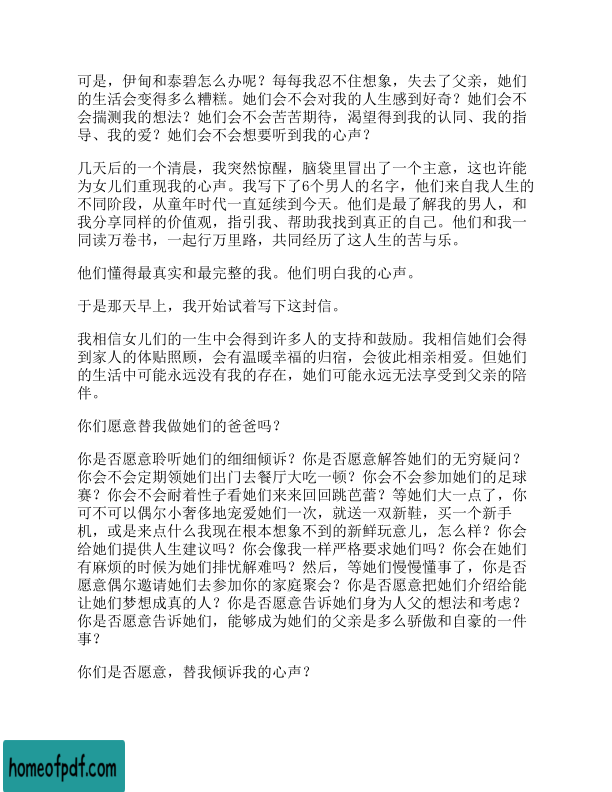 可是，伊甸和泰碧怎么办呢？每每我忍不住想象，失去了父亲，她们
的生活会变得多么糟糕。她们会不会对我的人生感到好奇？她们会不
会揣测我的想法？她们会不会苦苦期待，渴望得到我的认同、我的指
导、我的爱？她们会不会想要听到我的心声？
几天后的一个清晨，我突然惊醒，脑袋里冒出了一个主意，这也许能
为女儿们重现我的心声。我写下了6个男人的名字，他们来自我人生的
不同阶段，从童年时代一直延续到今天。他们是最了解我的男人，和
我分享同样的价值观，指引我、帮助我找到真正的自己。他们和我一
同读万卷书，一起行万里路，共同经历了这人生的苦与乐。
他们懂得最真实和最完整的我。他们明白我的心声。
于是那天早上，我开始试着写下这封信。
我相信女儿们的一生中会得到许多人的支持和鼓励。我相信她们会得
到家人的体贴照顾，会有温暖幸福的归宿，会彼此相亲相爱。但她们
的生活中可能永远没有我的存在，她们可能永远无法享受到父亲的陪
伴。
你们愿意替我做她们的爸爸吗？
你是否愿意聆听她们的细细倾诉？你是否愿意解答她们的无穷疑问？
你会不会定期领她们出门去餐厅大吃一顿？你会不会参加她们的足球
赛？你会不会耐着性子看她们来来回回跳芭蕾？等她们大一点了，你
可不可以偶尔小奢侈地宠爱她们一次，就送一双新鞋，买一个新手
机，或是来点什么我现在根本想象不到的新鲜玩意儿，怎么样？你会
给她们提供人生建议吗？你会像我一样严格要求她们吗？你会在她们
有麻烦的时候为她们排忧解难吗？然后，等她们慢慢懂事了，你是否
愿意偶尔邀请她们去参加你的家庭聚会？你是否愿意把她们介绍给能
让她们梦想成真的人？你是否愿意告诉她们身为人父的想法和考虑？
你是否愿意告诉她们，能够成为她们的父亲是多么骄傲和自豪的一件
事？
你们是否愿意，替我倾诉我的心声？
homeofpdf.com